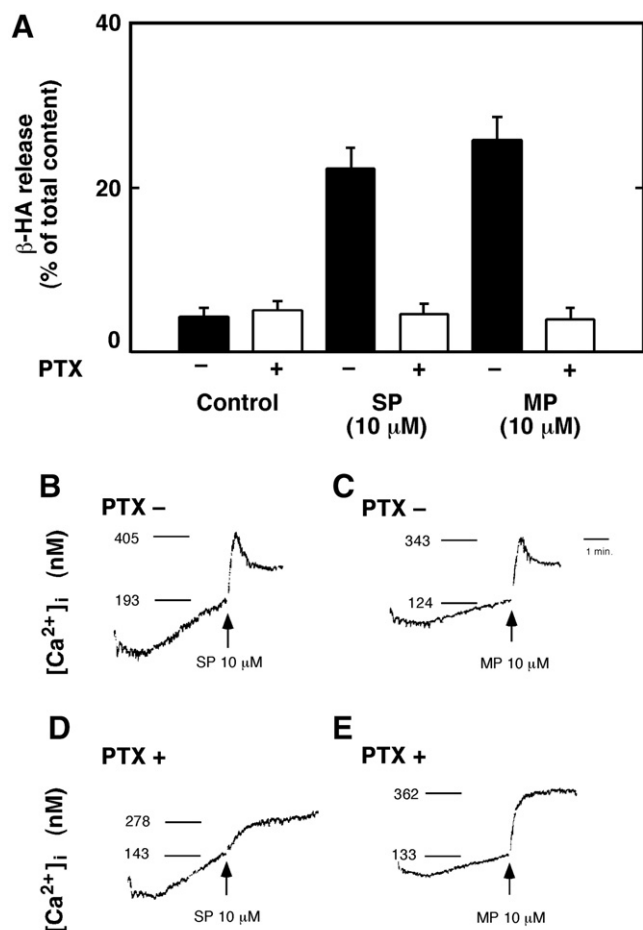 A
β-HA release
(% of total content)
40
20
0
PTX
– + – + – +
Control SP MP
(10 μM) (10 μM)
B
PTX –
405
193
SP 10 μM
C
PTX –
343
124
MP 10 μM
1 min.
[Ca²⁺]i (nM)
D
PTX +
278
143
SP 10 μM
E
PTX +
362
133
MP 10 μM
[Ca²⁺]i (nM)